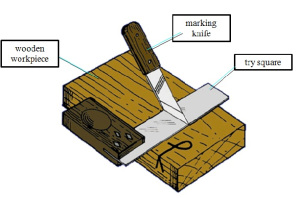 marking
knife
wooden
workpiece
try square